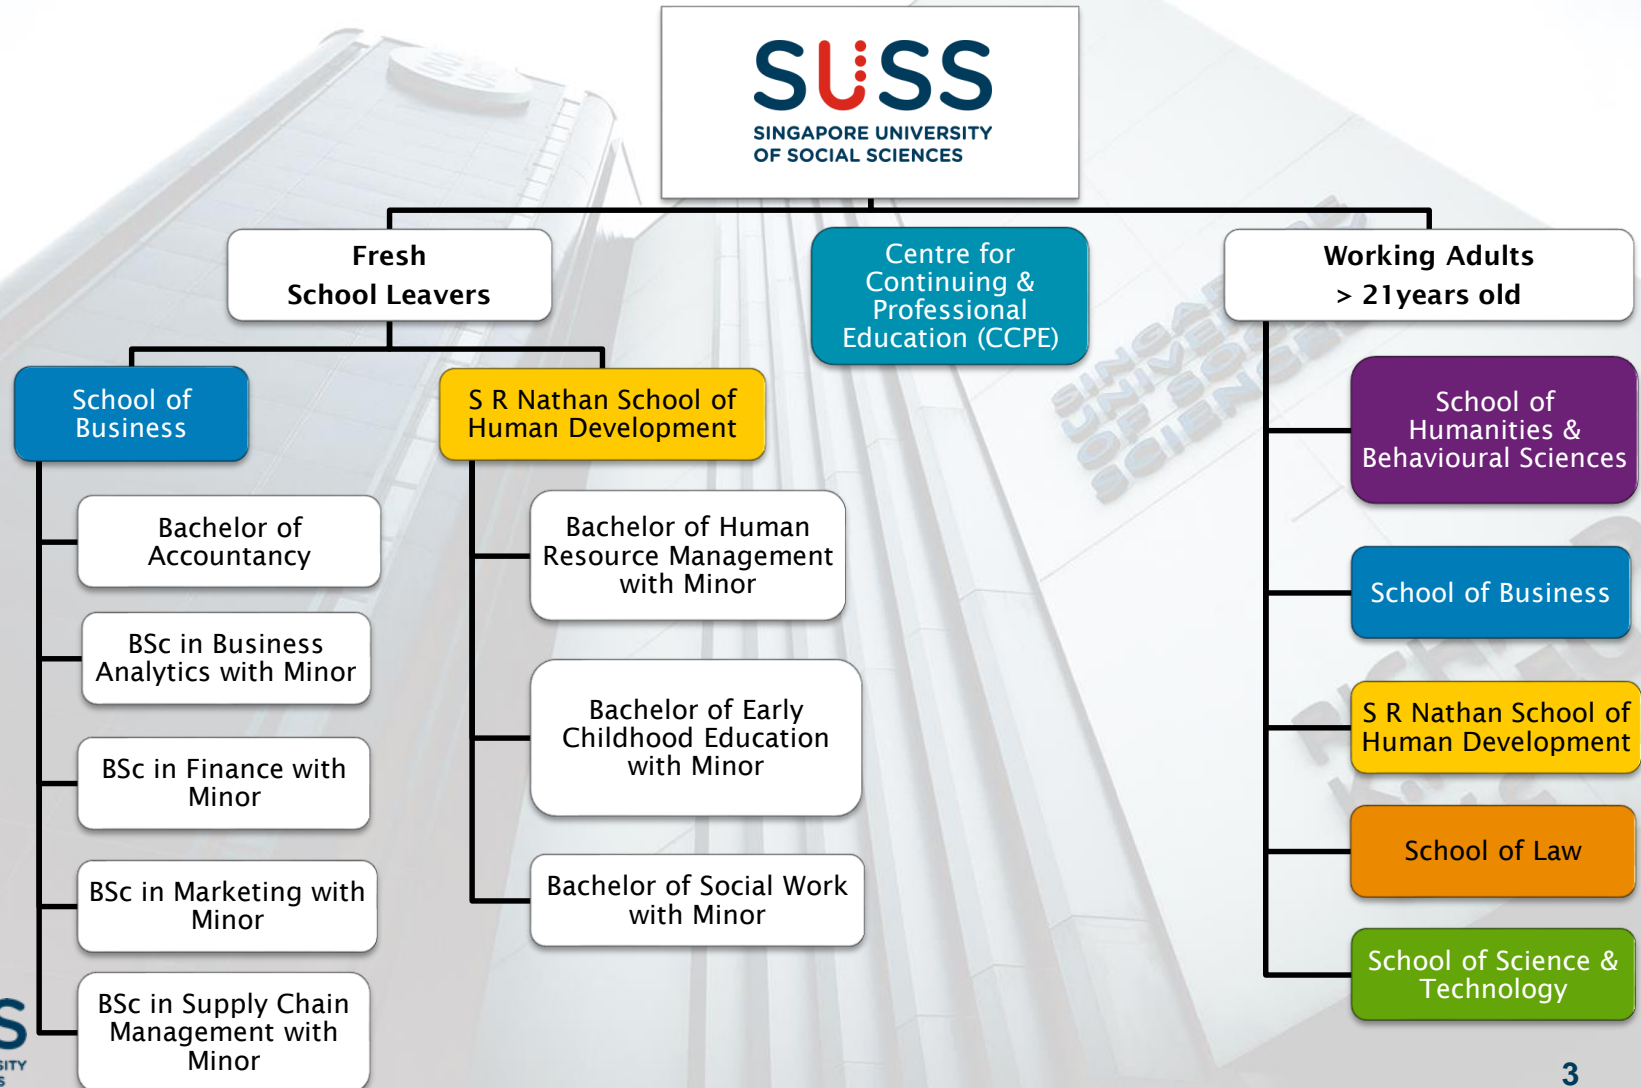 SUSS
SINGAPORE UNIVERSITY
OF SOCIAL SCIENCES
Fresh
School Leavers
Centre for
Continuing &
Professional
Education (CCPE)
Working Adults
> 21years old
School of
Business
S R Nathan School of
Human Development
Bachelor of
Accountancy
BSc in Business
Analytics with Minor
BSc in Finance with
Minor
BSc in Marketing with
Minor
BSc in Supply Chain
Management with
Minor
Bachelor of Human
Resource Management
with Minor
Bachelor of Early
Childhood Education
with Minor
Bachelor of Social Work
with Minor
School of
Humanities &
Behavioural Sciences
School of Business
S R Nathan School of
Human Development
School of Law
School of Science &
Technology
3